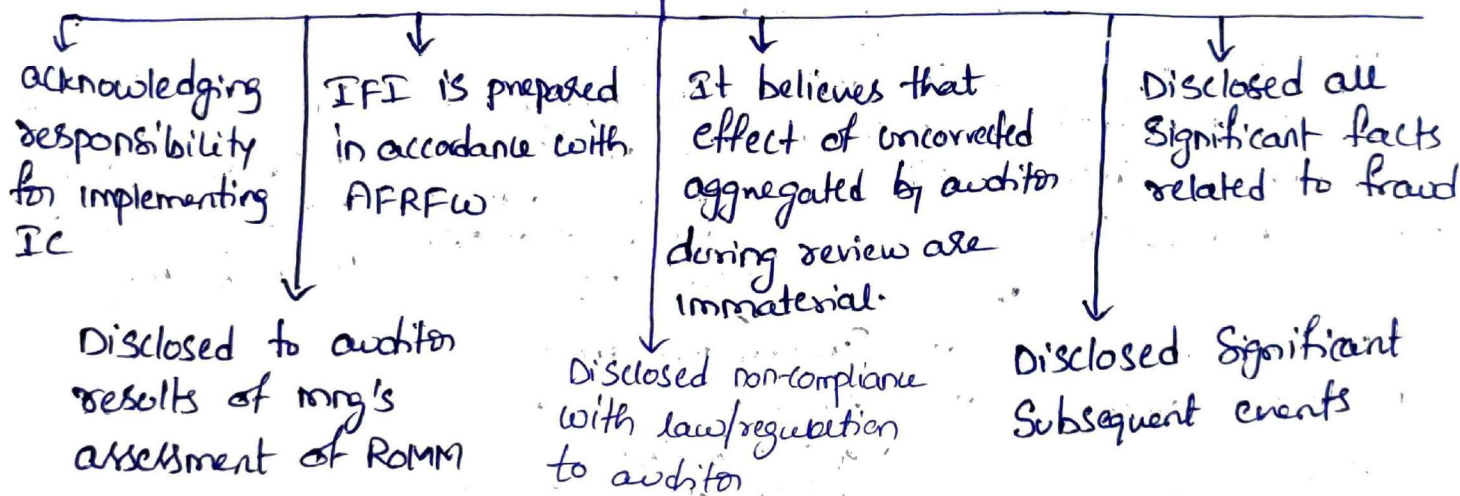 acknowledging
responsibility
for implementing
IC
IFI is prepared
in accordance with
AFRFW
It believes that
effect of uncorrected
aggregated by auditor
during review are
immaterial.
Disclosed all
Significant facts
related to fraud
Disclosed to auditor
results of mng's
assessment of ROMM
Disclosed non-compliance
with law/regulation
to auditor
Disclosed Significant
Subsequent events